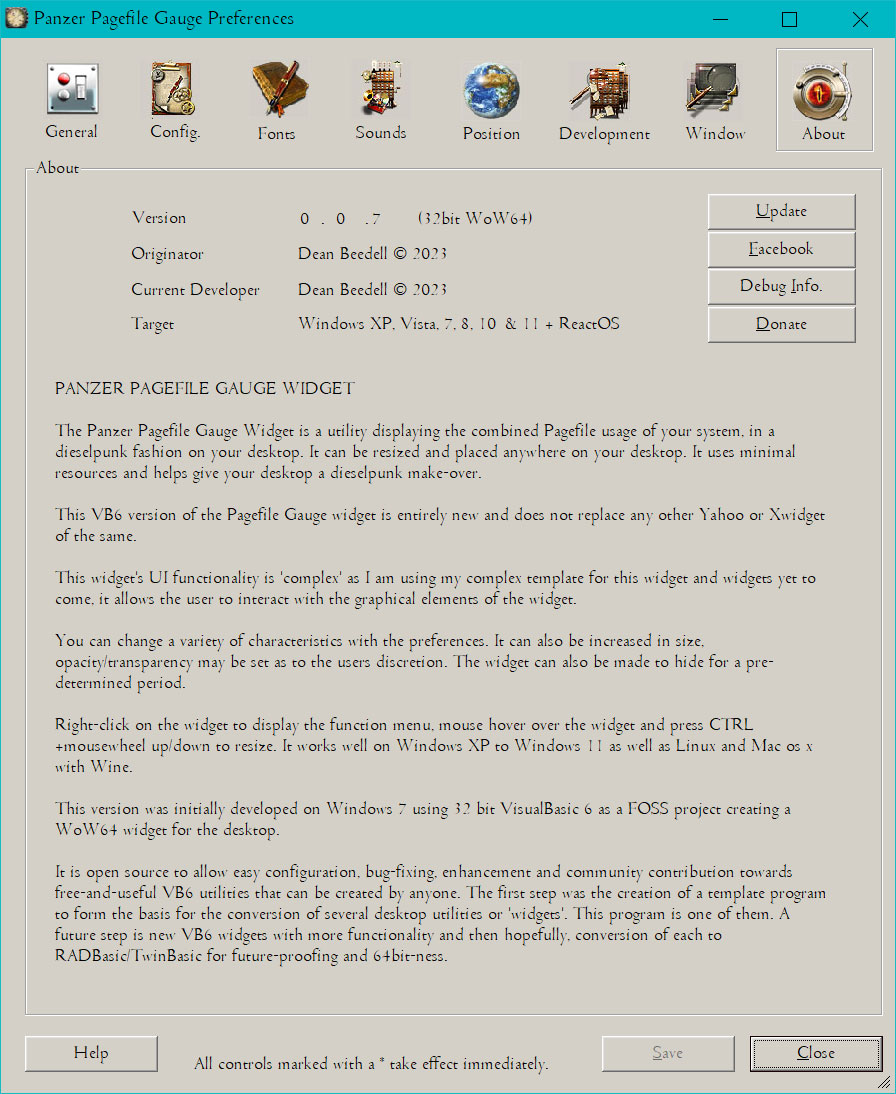 Panzer Pagefile Gauge Preferences
General
Config.
Fonts
Sounds
Position
Development
Window
About
About
Version 0 . 0 .7 (32bit WoW64)
Originator Dean Beedell © 2023
Current Developer Dean Beedell © 2023
Target Windows XP, Vista, 7, 8, 10 & 11 + ReactOS
Update
Facebook
Debug Info.
Donate
PANZER PAGEFILE GAUGE WIDGET
The Panzer Pagefile Gauge Widget is a utility displaying the combined Pagefile usage of your system, in a
dieselpunk fashion on your desktop. It can be resized and placed anywhere on your desktop. It uses minimal
resources and helps give your desktop a dieselpunk make-over.
This VB6 version of the Pagefile Gauge widget is entirely new and does not replace any other Yahoo or Xwidget
of the same.
This widget's UI functionality is 'complex' as I am using my complex template for this widget and widgets yet to
come, it allows the user to interact with the graphical elements of the widget.
You can change a variety of characteristics with the preferences. It can also be increased in size,
opacity/transparency may be set as to the users discretion. The widget can also be made to hide for a pre-
determined period.
Right-click on the widget to display the function menu, mouse hover over the widget and press CTRL
+mousewheel up/down to resize. It works well on Windows XP to Windows 11 as well as Linux and Mac os x
with Wine.
This version was initially developed on Windows 7 using 32 bit VisualBasic 6 as a FOSS project creating a
WoW64 widget for the desktop.
It is open source to allow easy configuration, bug-fixing, enhancement and community contribution towards
free-and-useful VB6 utilities that can be created by anyone. The first step was the creation of a template program
to form the basis for the conversion of several desktop utilities or 'widgets'. This program is one of them. A
future step is new VB6 widgets with more functionality and then hopefully, conversion of each to
RADBasic/TwinBasic for future-proofing and 64bit-ness.
Help
All controls marked with a * take effect immediately.
Save
Close